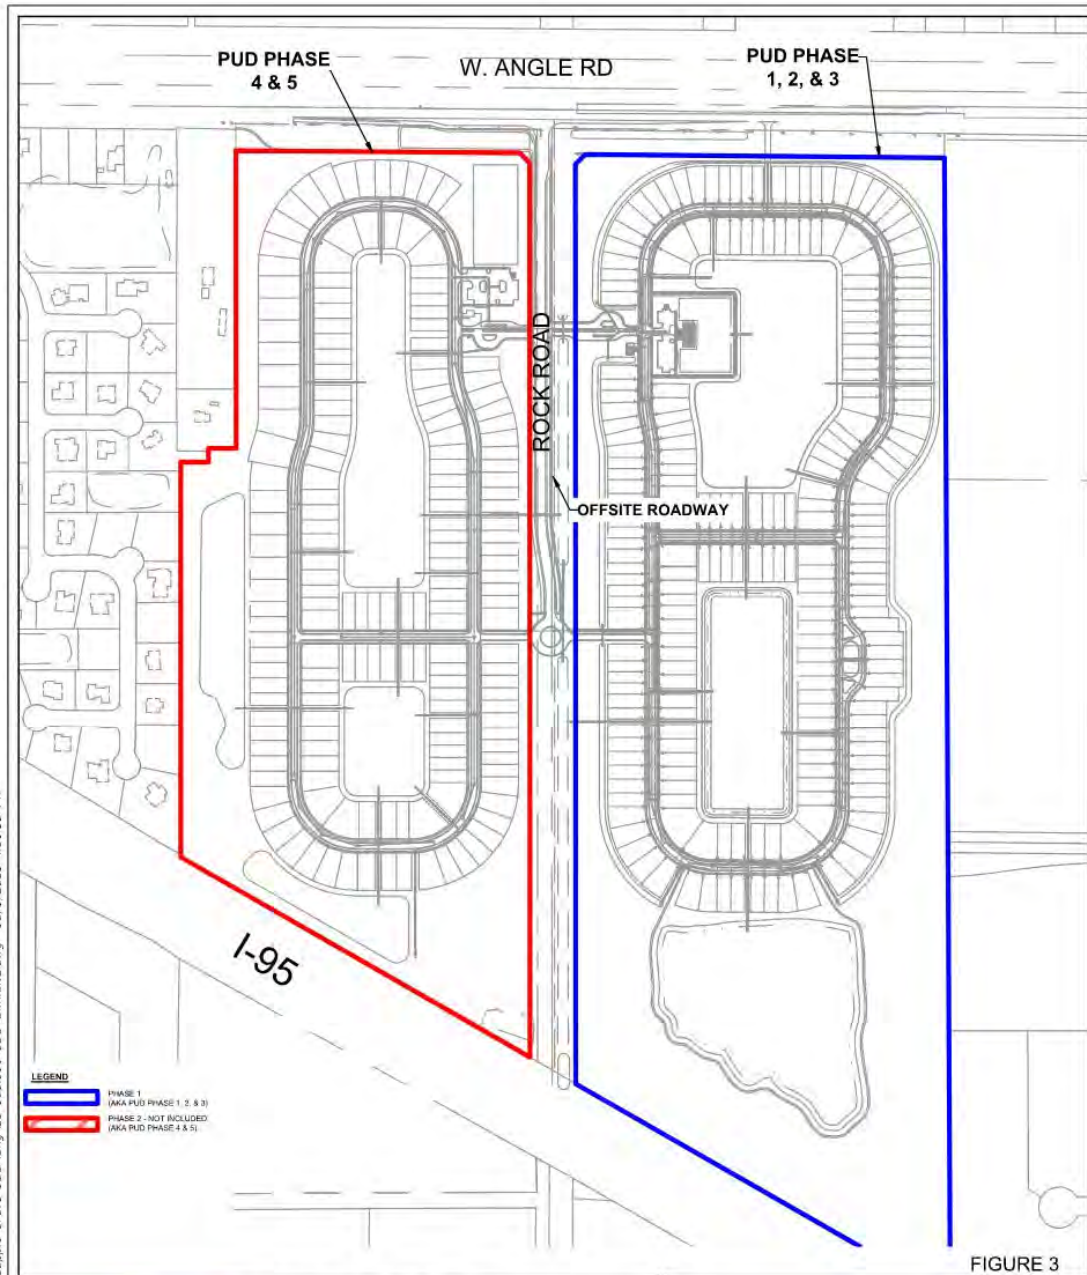 PUD PHASE
4 & 5
W. ANGLE RD
PUD PHASE
1, 2, & 3
ROCK ROAD
OFFSITE ROADWAY
I-95
LEGEND
PHASE 1
(AKA PUD PHASE 1, 2, & 3)
PHASE 2 - NOT INCLUDED
(AKA PUD PHASE 4 & 5)
FIGURE 3